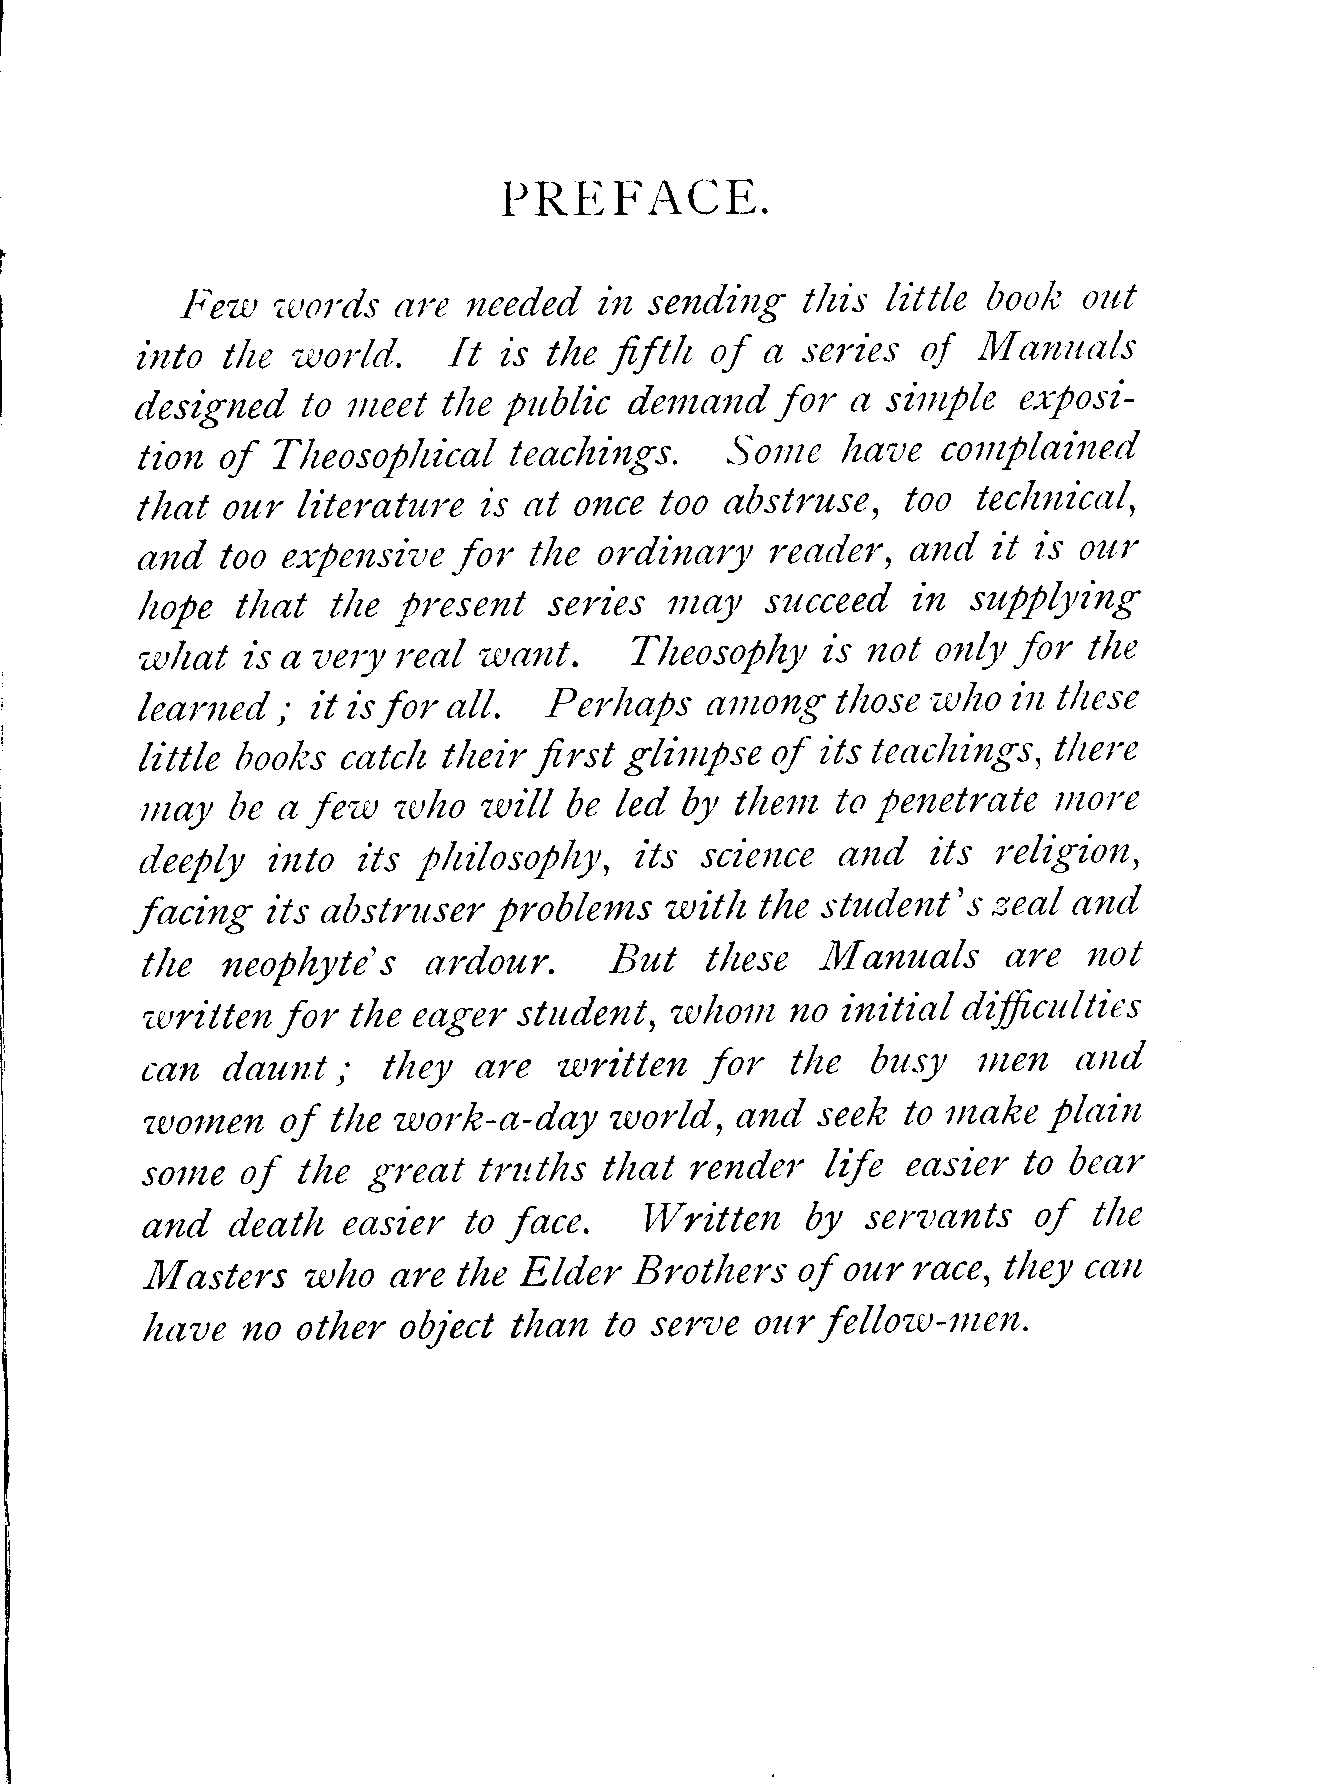 PREFACE.
Few words are needed in sending this little book out
into the world. It is the fifth of a series of Manuals
designed to meet the public demand for a simple exposi-
tion of Theosophical teachings. Some have complained
that our literature is at once too abstruse, too technical,
and too expensive for the ordinary reader, and it is our
hope that the present series may succeed in supplying
what is a very real want. Theosophy is not only for the
learned ; it is for all. Perhaps among those who in these
little books catch their first glimpse of its teachings, there
may be a few who will be led by them to penetrate more
deeply into its philosophy, its science and its religion,
facing its abstruser problems with the student's zeal and
the neophyte's ardour. But these Manuals are not
written for the eager student, whom no initial difficulties
can daunt ; they are written for the busy men and
women of the work-a-day world, and seek to make plain
some of the great truths that render life easier to bear
and death easier to face. Written by servants of the
Masters who are the Elder Brothers of our race, they can
have no other object than to serve our fellow-men.